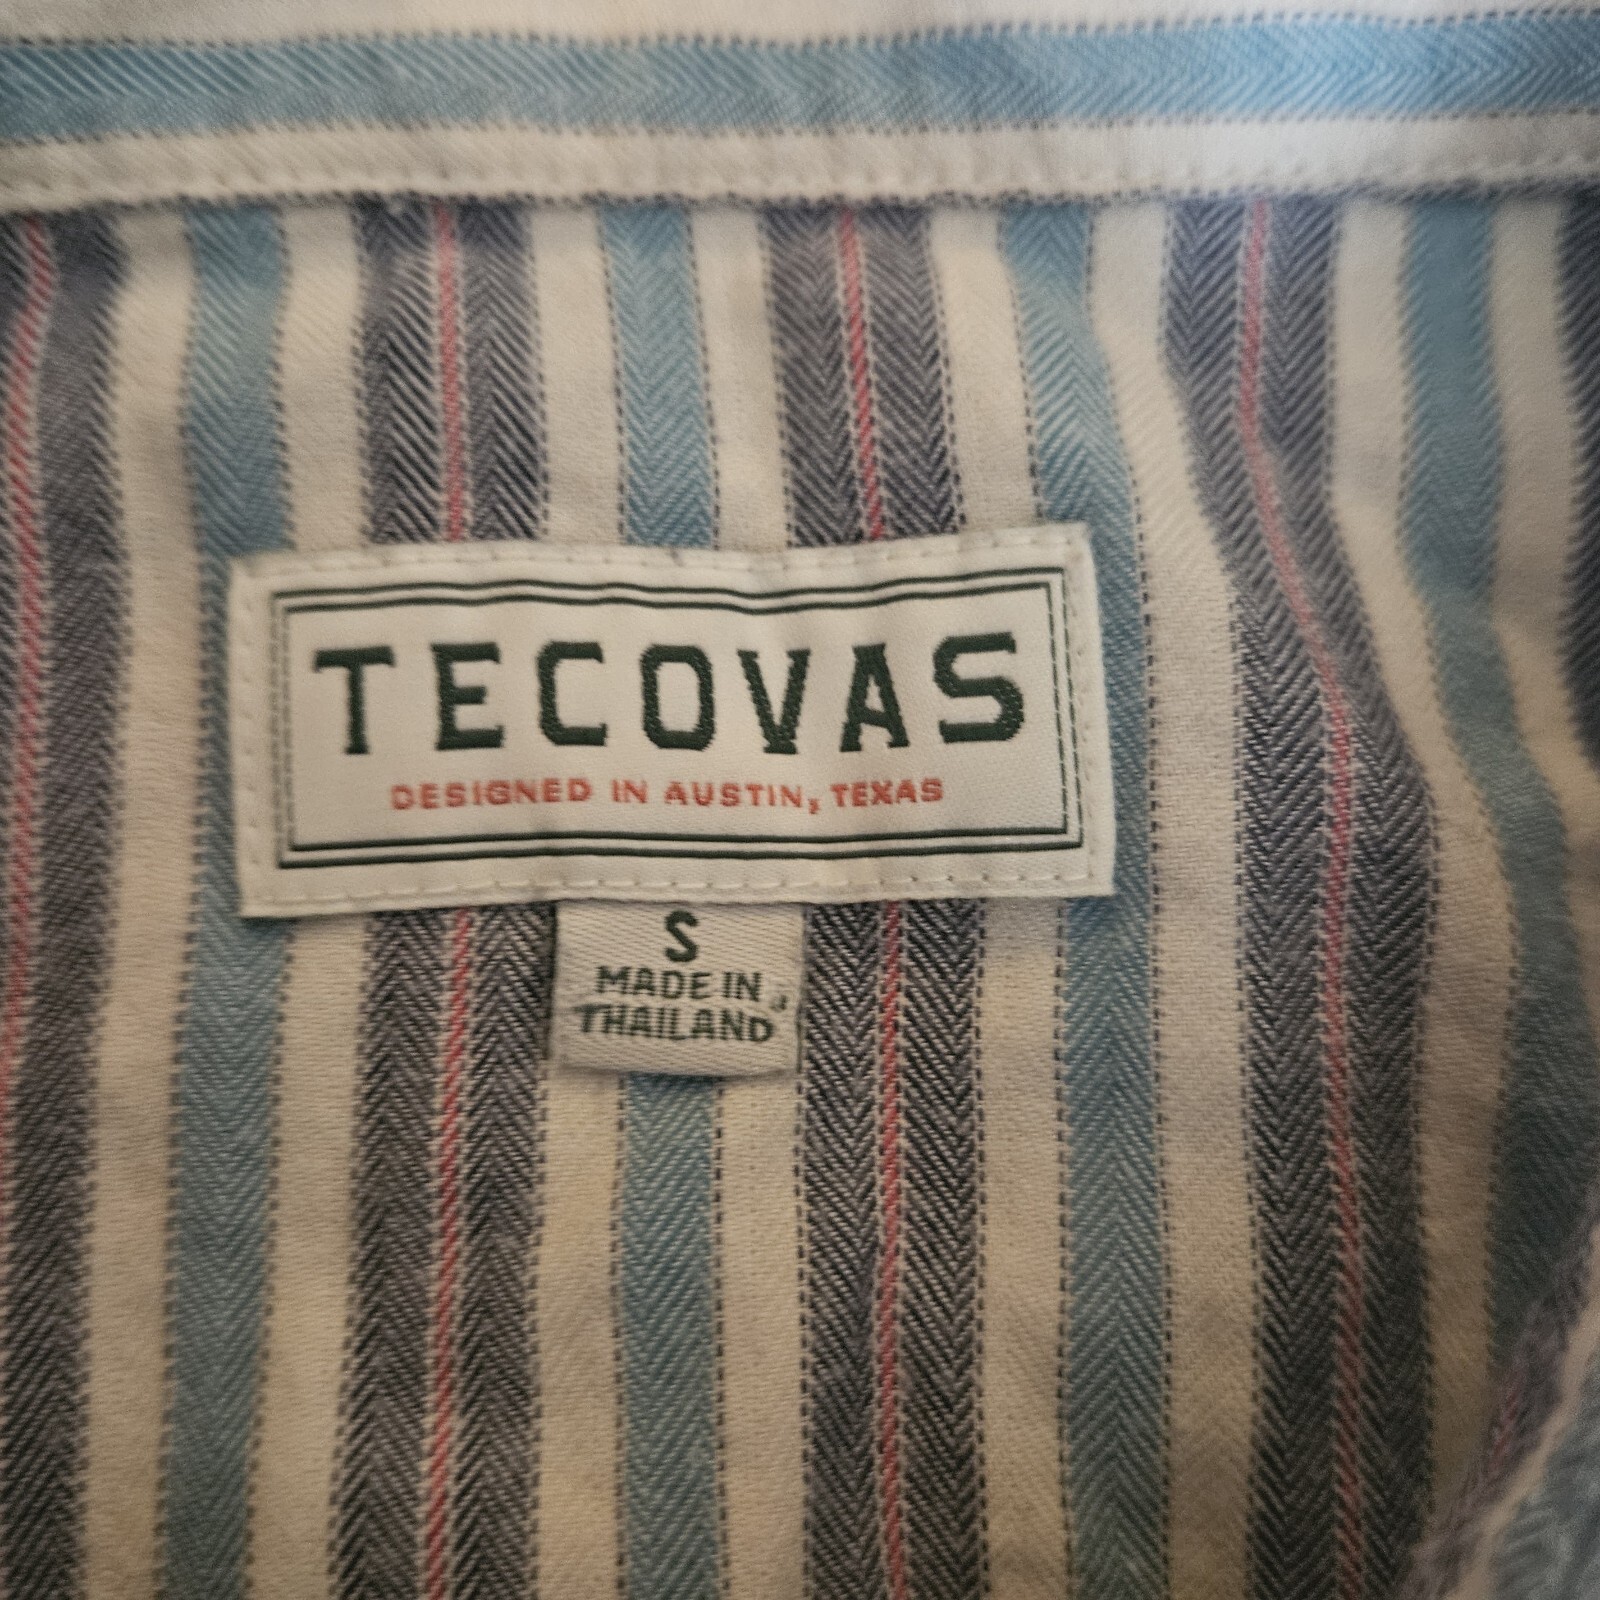 TECOVAS
DESIGNED IN AUSTIN, TEXAS
S
MADE IN
THAILAND